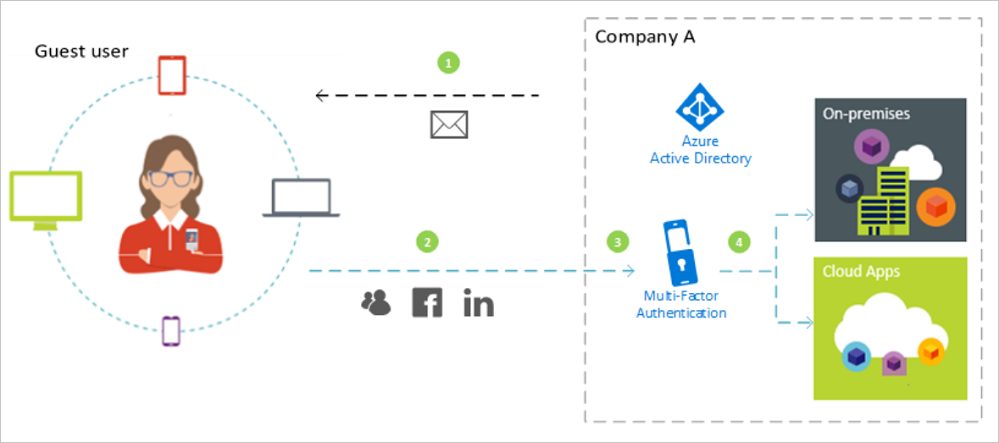 Guest user
1
Company A
Azure
Active Directory
On-premises
2
3
4
Multi-Factor
Authentication
Cloud Apps